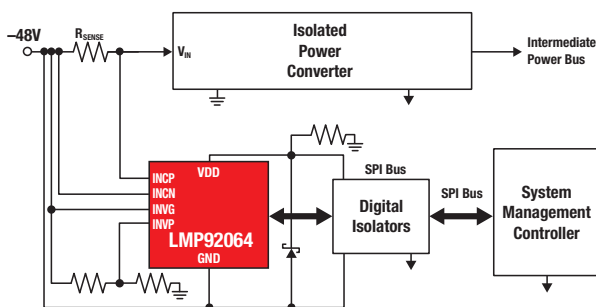 –48V
RSENSE
VIN
Isolated
Power
Converter
Intermediate
Power Bus
INCP
INCN
INVG
INVP
VDD
LMP92064
GND
SPI Bus
Digital
Isolators
SPI Bus
System
Management
Controller